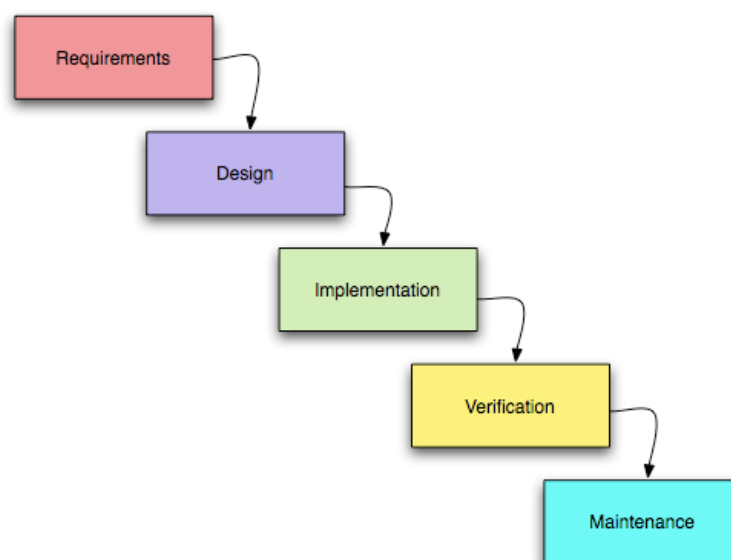 Requirements
Design
Implementation
Verification
Maintenance